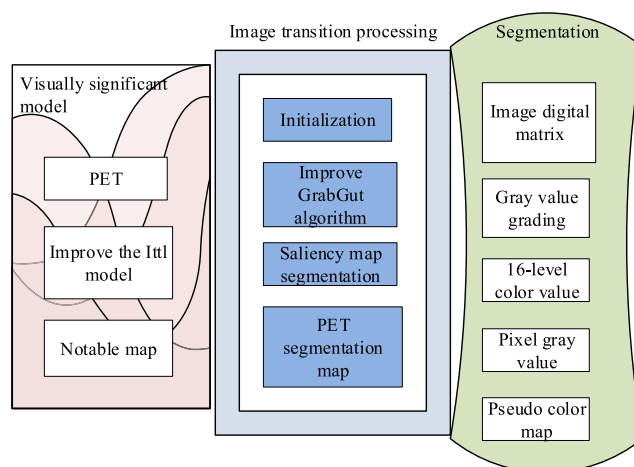 Visually significant
model
PET
Improve the Ittl
model
Notable map
Image transition processing
Initialization
Improve
GrabGut
algorithm
Saliency map
segmentation
PET
segmentation
map
Segmentation
Image digital
matrix
Gray value
grading
16-level
color value
Pixel gray
value
Pseudo color
map